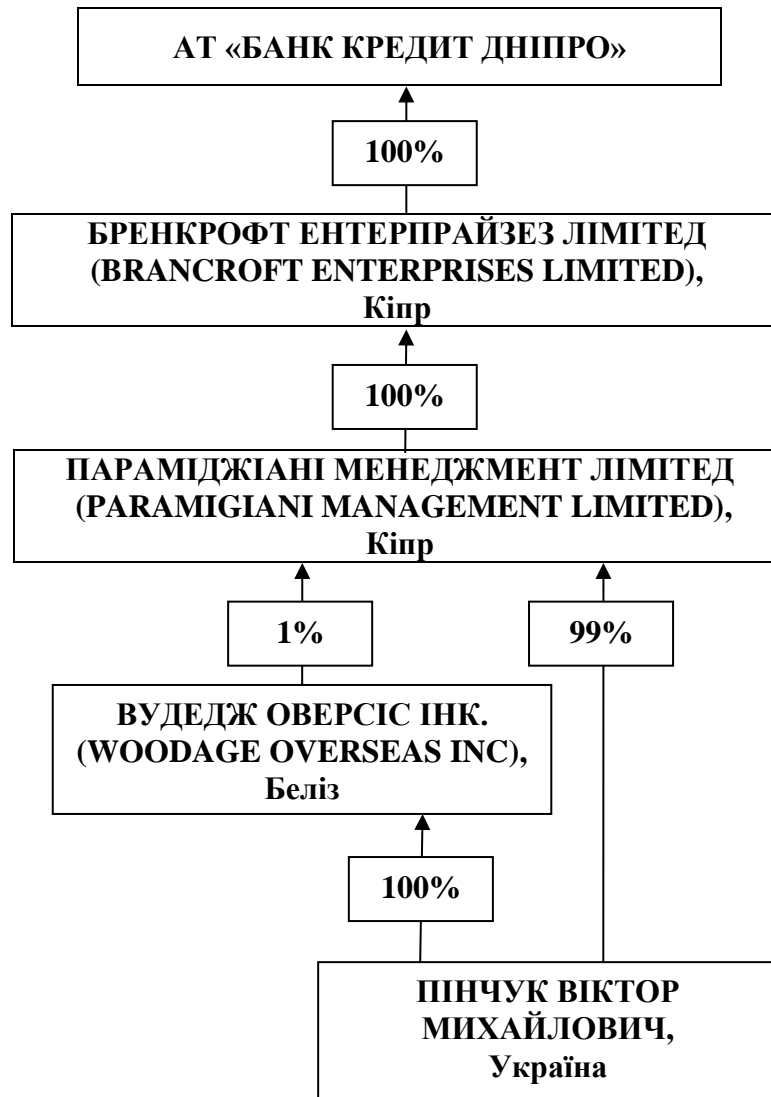 АТ «БАНК КРЕДИТ ДНІПРО»
100%
БРЕНКРОФТ ЕНТЕРПРАЙЗЕЗ ЛІМІТЕД
(BRANCROFT ENTERPRISES LIMITED),
Кіпр
100%
ПАРАМІДЖІАНІ МЕНЕДЖМЕНТ ЛІМІТЕД
(PARAMIGIANI MANAGEMENT LIMITED),
Кіпр
1%
99%
ВУДЕДЖ ОВЕРСІС ІНК.
(WOODAGE OVERSEAS INC),
Беліз
100%
ПІНЧУК ВІКТОР
МИХАЙЛОВИЧ,
Україна